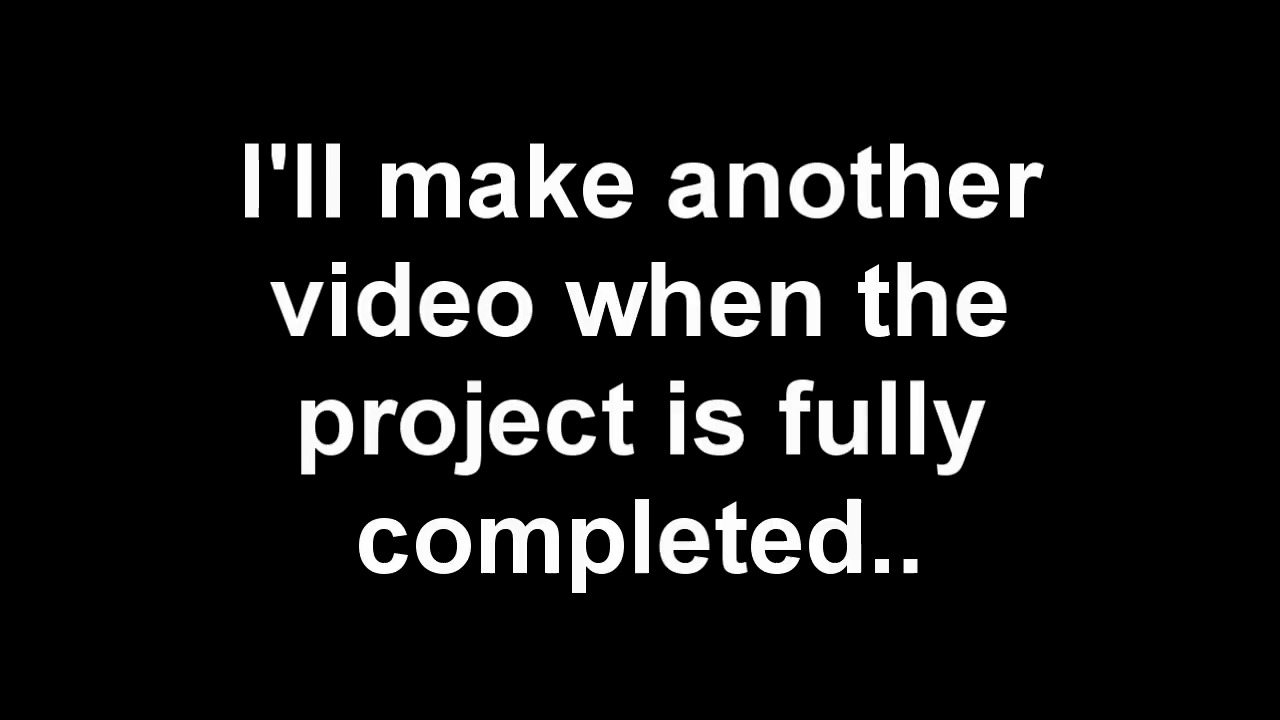 I'll make another
video when the
project is fully
completed..